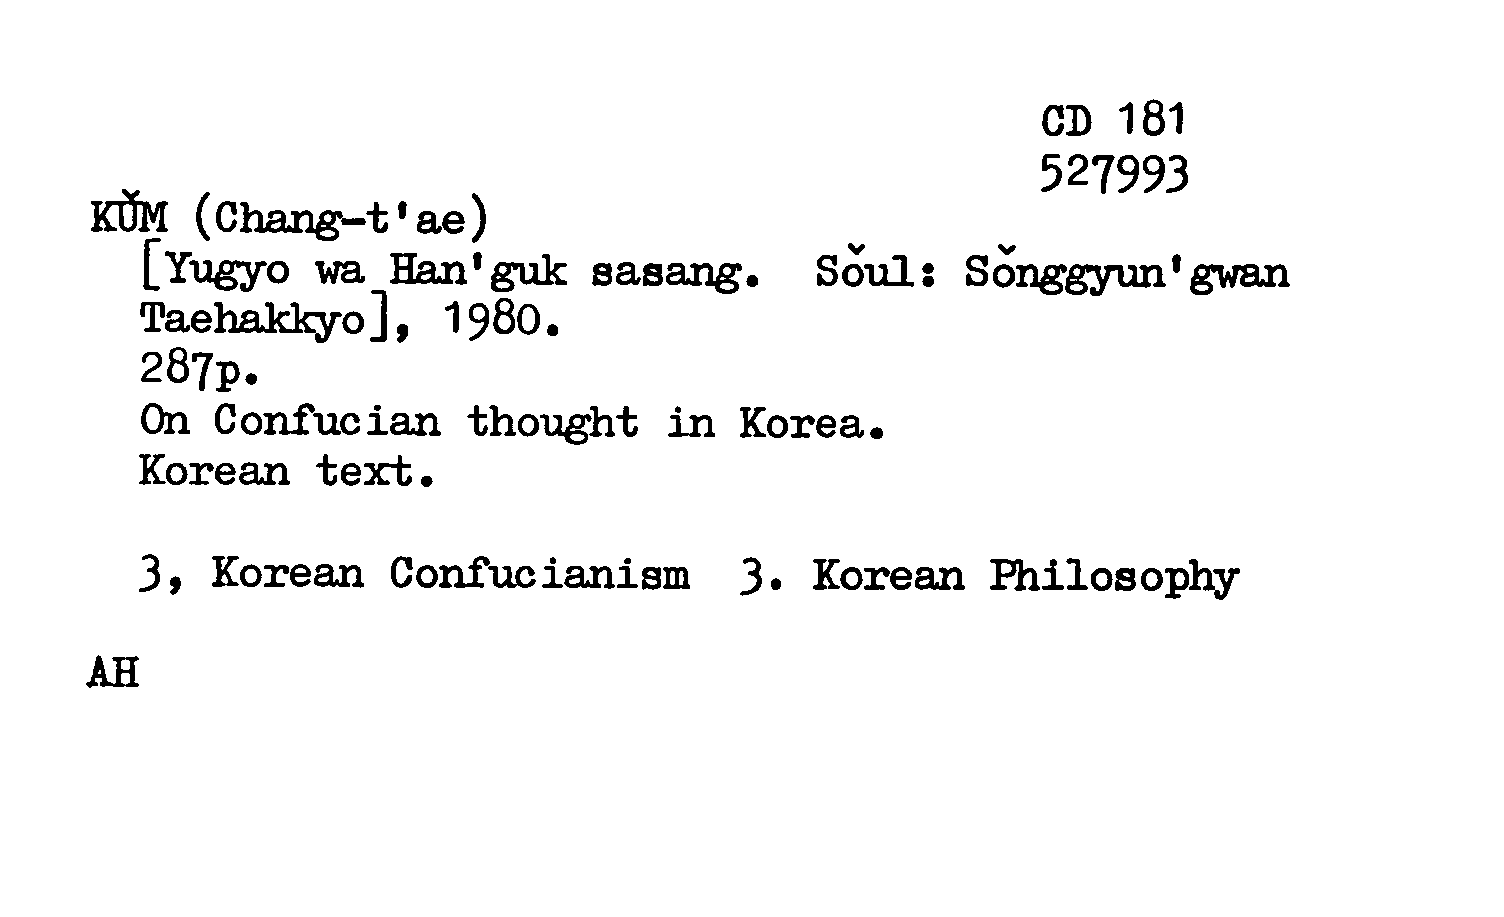 CD 181
527993
KŬM (Chang-t'ae)
[Yugyo wa Han'guk sasang. Sŏul: Sŏnggyun'gwan
Taehakkyo], 1980.
287p.
On Confucian thought in Korea.
Korean text.
3, Korean Confucianism 3. Korean Philosophy
AH